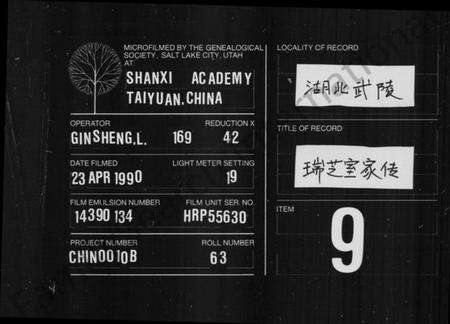 MICROFILMED BY THE GENEALOGICAL
SOCIETY, SALT LAKE CITY, UTAH
AT
SHANXI ACADEMY
TAIYUAN,CHINA
OPERATOR REDUCTION X
GINSHENG,L. 169 42
DATE FILMED LIGHT METER SETTING
23 APR 1990 19
FILM EMULSION NUMBER FILM UNIT SER. NO.
14390 134 HRP55630
PROJECT NUMBER ROLL NUMBER
CHIN0010B 63
LOCALITY OF RECORD
湖北武陵
TITLE OF RECORD
瑞芝室家传
ITEM
9